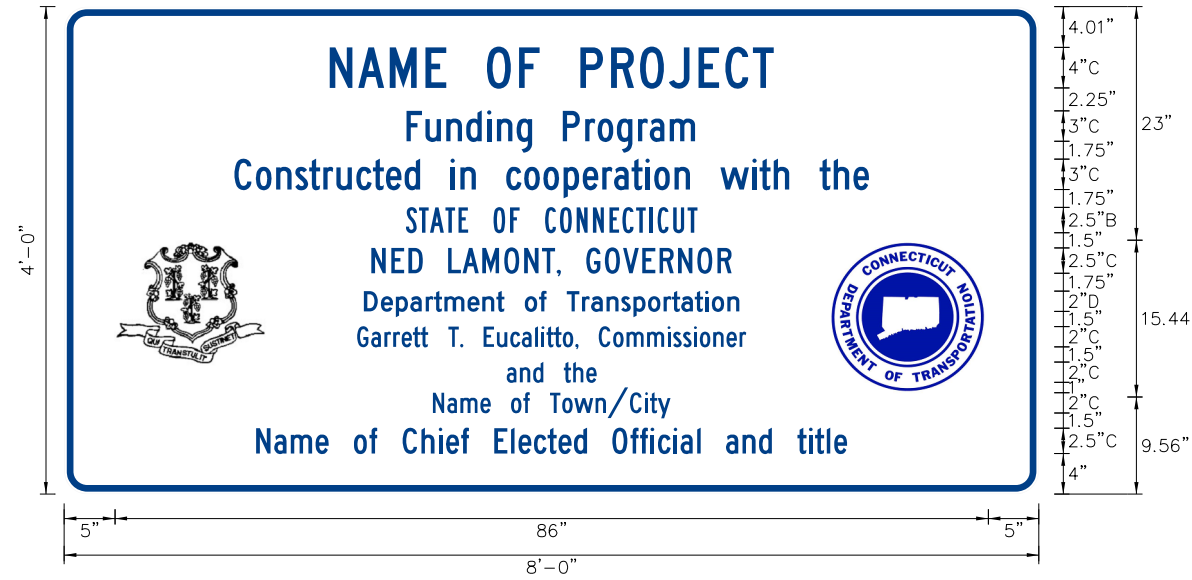 NAME OF PROJECT
Funding Program
Constructed in cooperation with the
STATE OF CONNECTICUT
NED LAMONT, GOVERNOR
Department of Transportation
Garrett T. Eucalitto, Commissioner
and the
Name of Town/City
Name of Chief Elected Official and title
QUI TRANSTULIT SUSTINET
CONNECTICUT
DEPARTMENT OF TRANSPORTATION
4'-0"
4.01"
4"C
2.25"
3"C
1.75"
3"C
1.75"
2.5"B
1.5"
2.5"C
1.75"
2"D
1.5"
2"C
1.5"
2"C
1"
2"C
1.5"
2.5"C
4"
23"
15.44
9.56"
5"
86"
5"
8'-0"